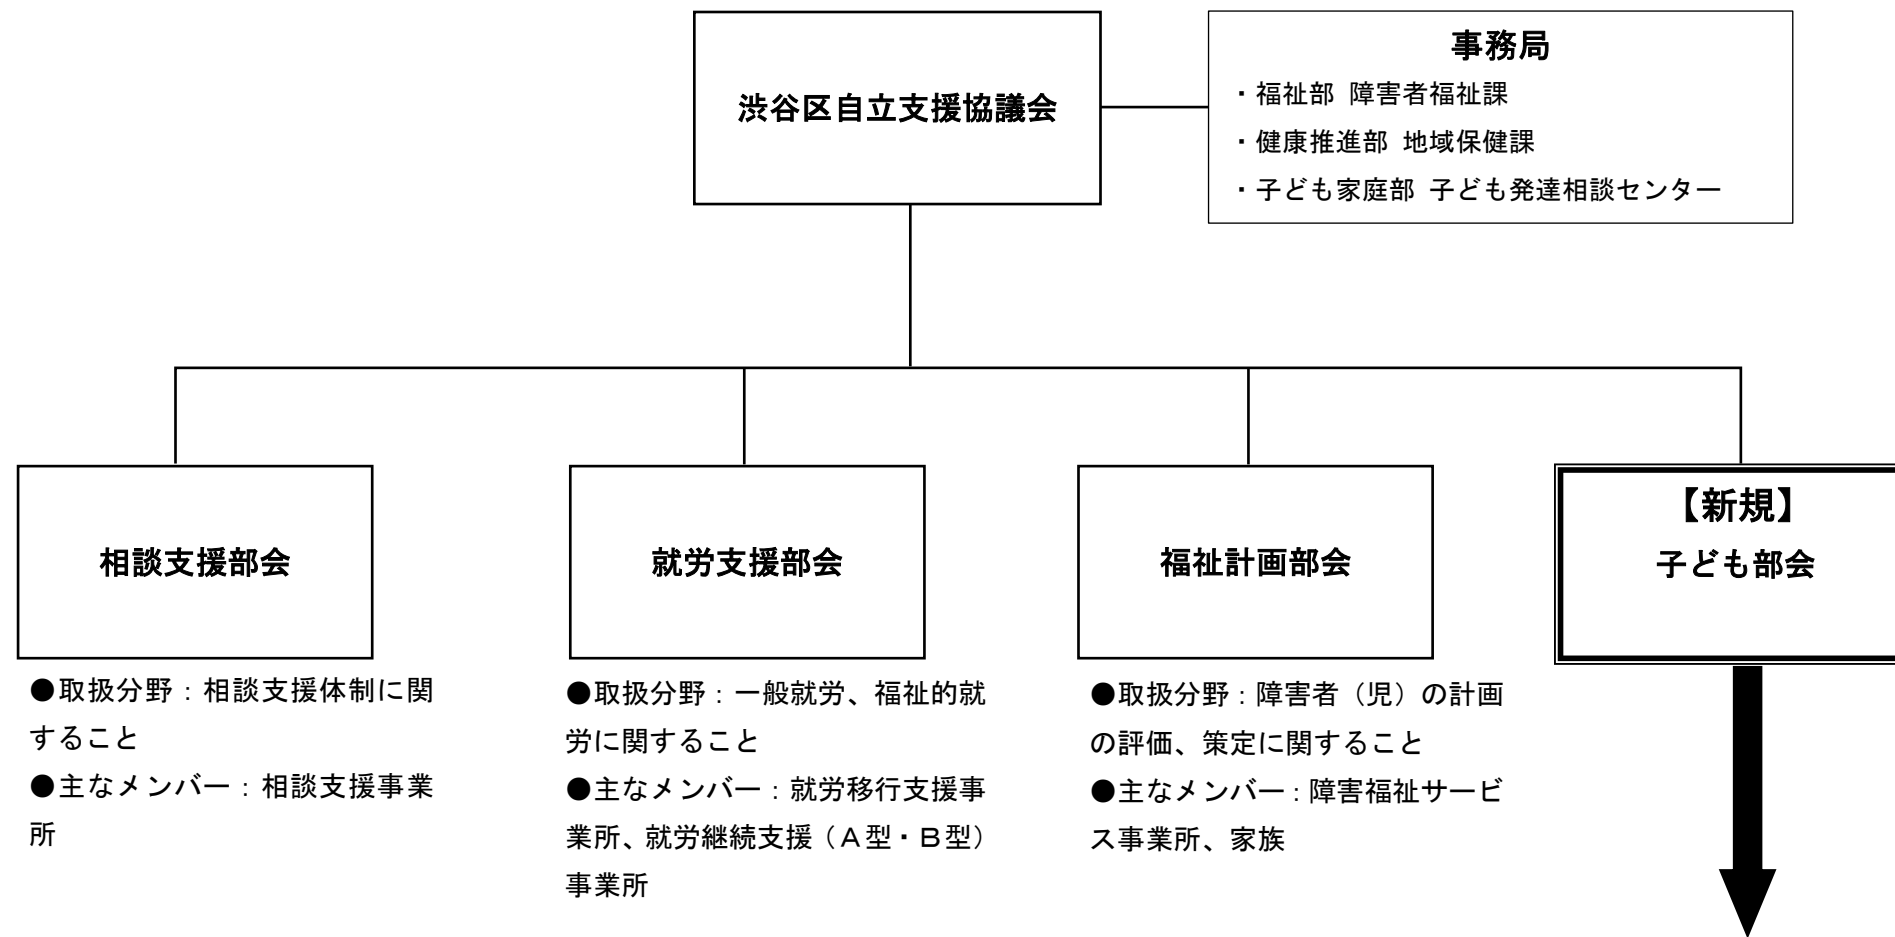 渋谷区自立支援協議会
事務局
・福祉部 障害者福祉課
・健康推進部 地域保健課
・子ども家庭部 子ども発達相談センター
相談支援部会
●取扱分野：相談支援体制に関
すること
●主なメンバー：相談支援事業
所
就労支援部会
●取扱分野：一般就労、福祉的就
労に関すること
●主なメンバー：就労移行支援事
業所、就労継続支援（Ａ型・Ｂ型）
事業所
福祉計画部会
●取扱分野：障害者（児）の計画
の評価、策定に関すること
●主なメンバー：障害福祉サービ
ス事業所、家族
【新規】
子ども部会